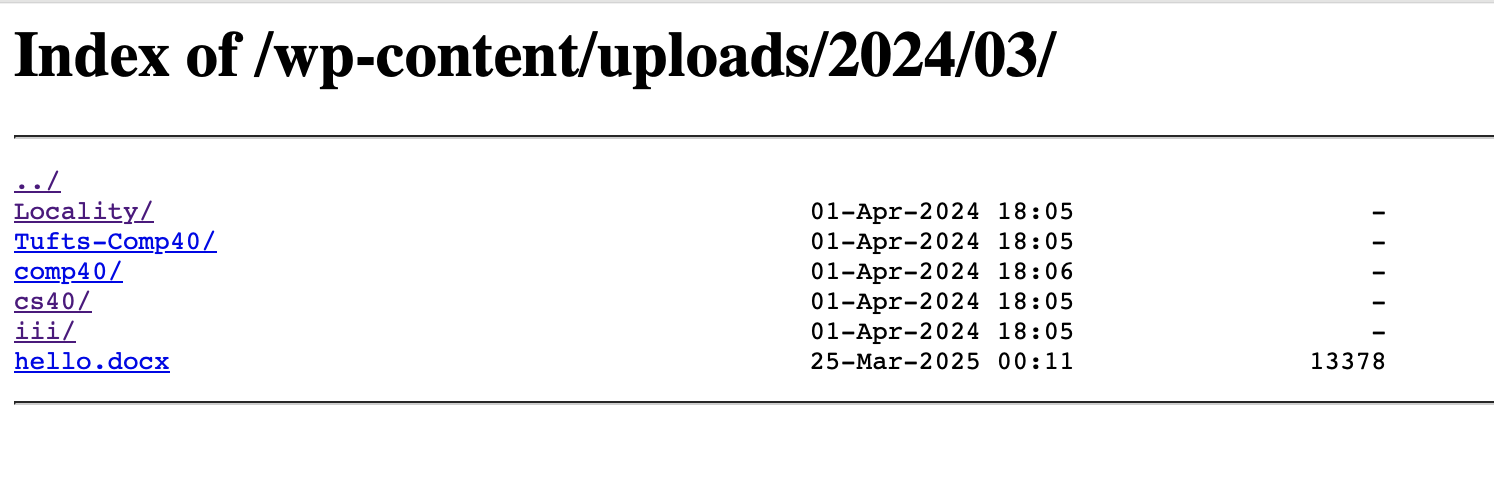 Index of /wp-content/uploads/2024/03/
../
Locality/ 01-Apr-2024 18:05 -
Tufts-Comp40/ 01-Apr-2024 18:05 -
comp40/ 01-Apr-2024 18:06 -
cs40/ 01-Apr-2024 18:05 -
iii/ 01-Apr-2024 18:05 -
hello.docx 25-Mar-2025 00:11 13378